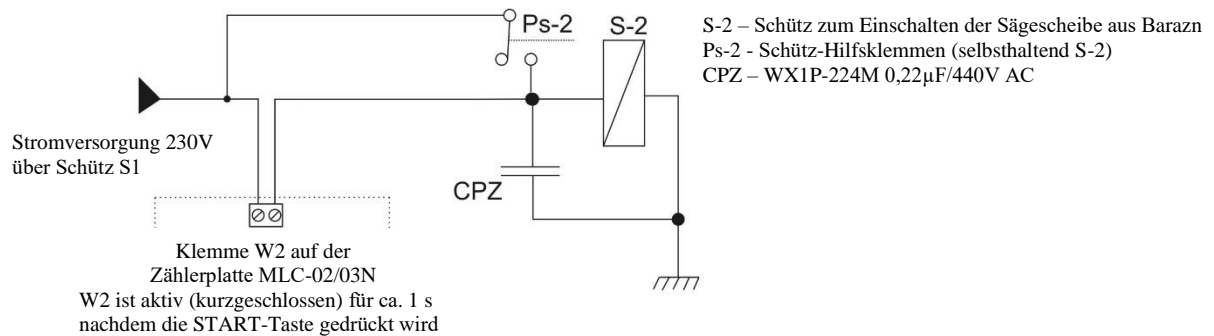 Ps-2
S-2
S-2 – Schütz zum Einschalten der Sägescheibe aus Barazn
Ps-2 - Schütz-Hilfsklemmen (selbsthaltend S-2)
CPZ – WX1P-224M 0,22µF/440V AC
Stromversorgung 230V
über Schütz S1
CPZ
Klemme W2 auf der
Zählerplatte MLC-02/03N
W2 ist aktiv (kurzgeschlossen) für ca. 1 s
nachdem die START-Taste gedrückt wird